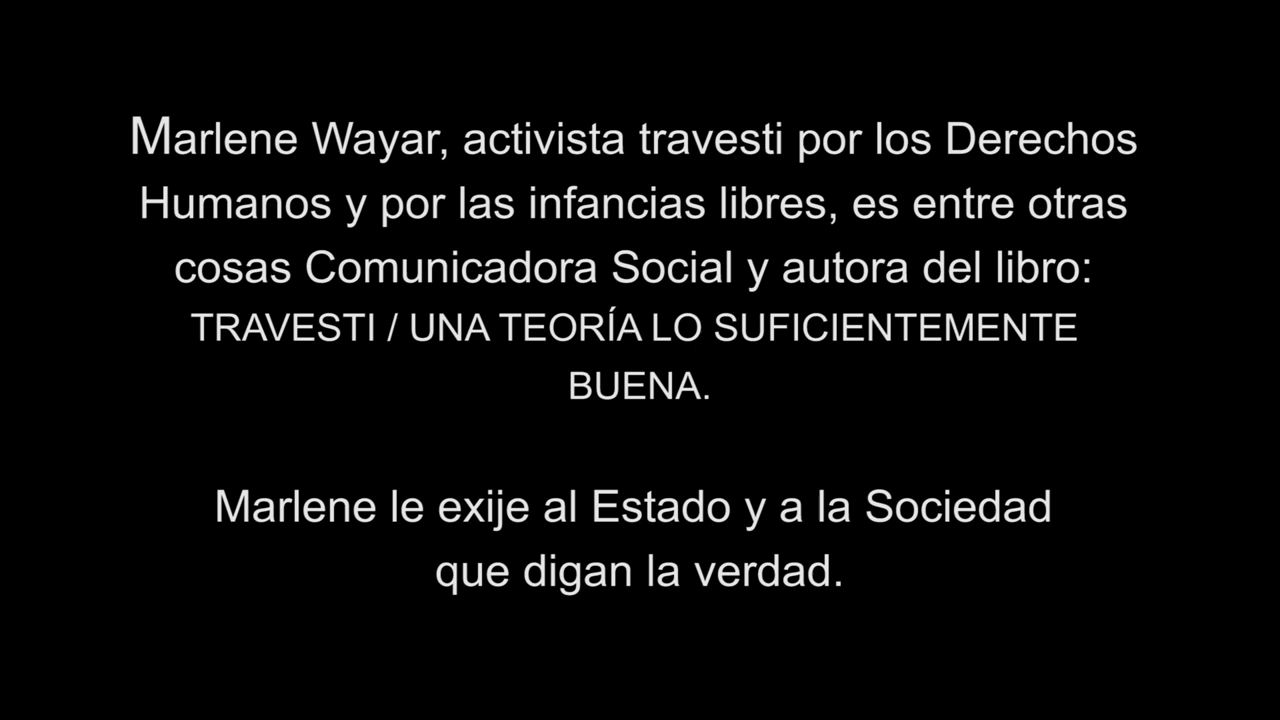 Marlene Wayar, activista travesti por los Derechos
Humanos y por las infancias libres, es entre otras
cosas Comunicadora Social y autora del libro:
TRAVESTI / UNA TEORÍA LO SUFICIENTEMENTE
BUENA.
Marlene le exije al Estado y a la Sociedad
que digan la verdad.